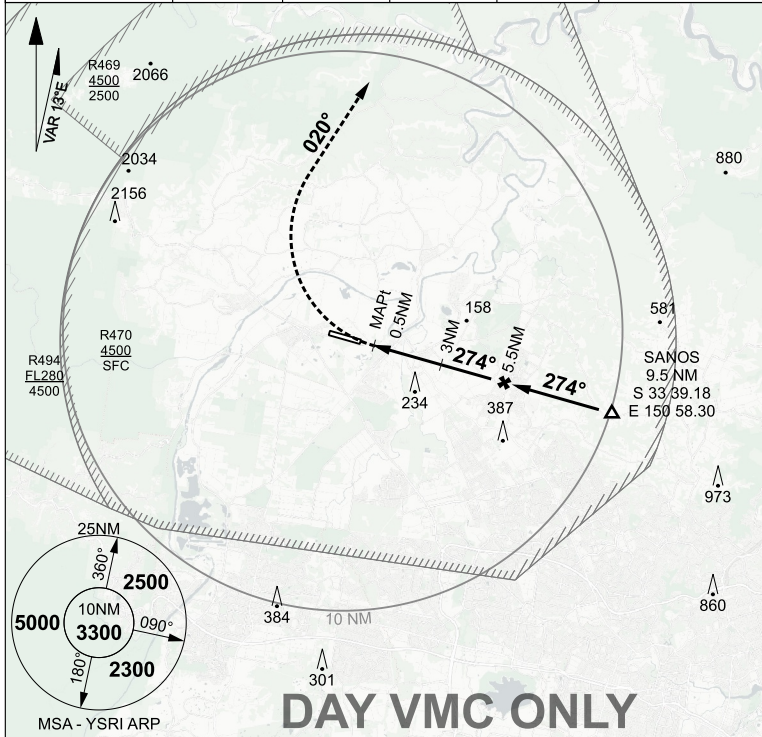 R469
4500
2500
2066
VAR 13°E
020°
2034
2156
880
MAPt
0.5NM
158
3NM
5.5NM
581
R470
4500
SFC
R494
FL280
4500
274°
274°
SANOS
9.5 NM
S 33 39.18
E 150 58.30
234
387
973
25NM
360°
2500
10NM
090°
5000
3300
180°
2300
MSA - YSRI ARP
384
10 NM
860
301
DAY VMC ONLY